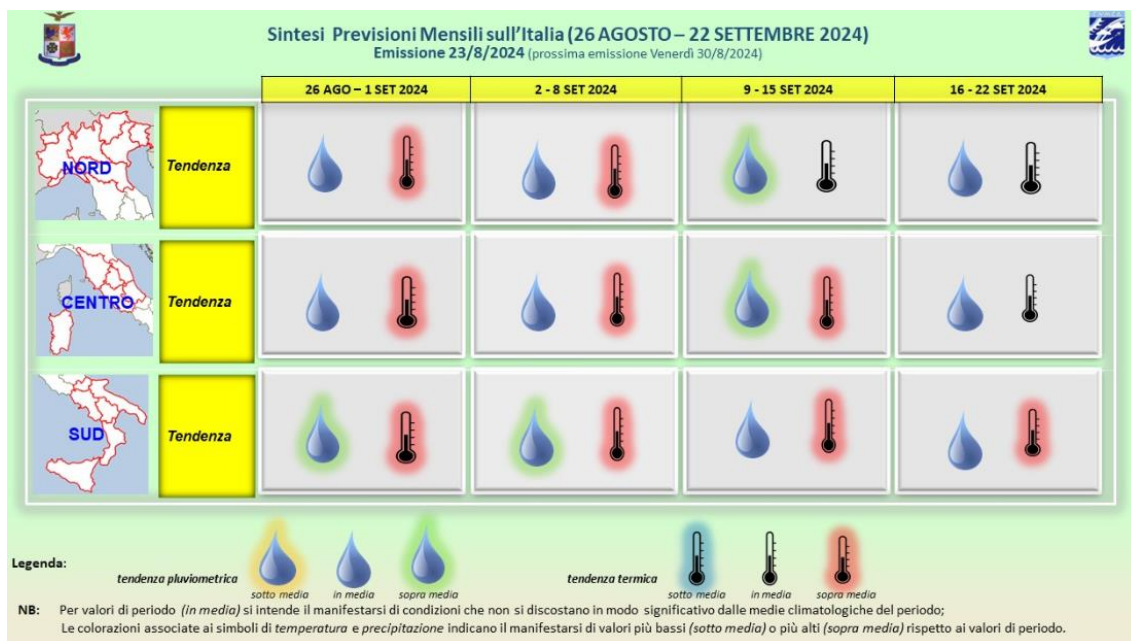 Sintesi Previsioni Mensili sull'Italia (26 AGOSTO – 22 SETTEMBRE 2024)
Emissione 23/8/2024 (prossima emissione Venerdì 30/8/2024)
26 AGO – 1 SET 2024
2 - 8 SET 2024
9 - 15 SET 2024
16 - 22 SET 2024
NORD
Tendenza
CENTRO
Tendenza
SUD
Tendenza
Legenda:
tendenza pluviometrica
sotto media
in media
sopra media
tendenza termica
sotto media
in media
sopra media
NB: Per valori di periodo (in media) si intende il manifestarsi di condizioni che non si discostano in modo significativo dalle medie climatologiche del periodo;
Le colorazioni associate ai simboli di temperatura e precipitazione indicano il manifestarsi di valori più bassi (sotto media) o più alti (sopra media) rispetto ai valori di periodo.